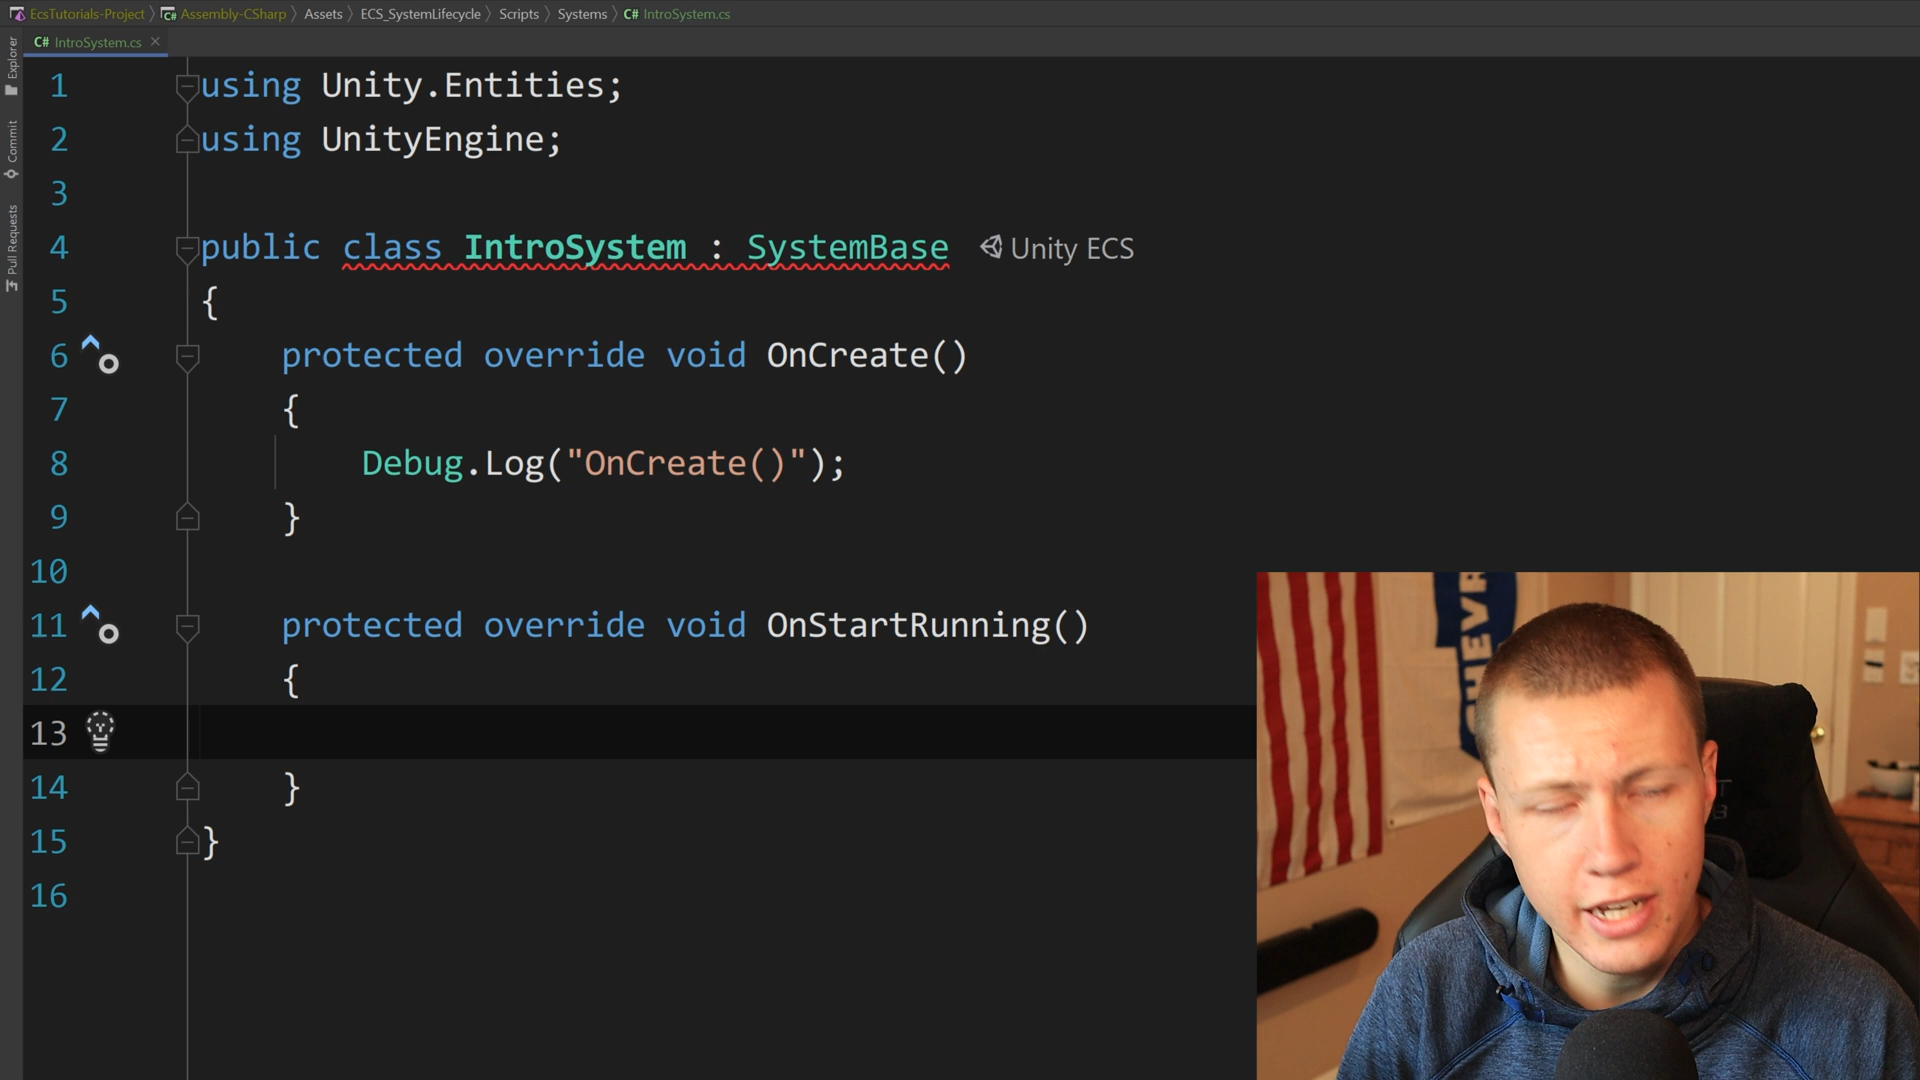 EcsTutorials-Project Assembly-CSharp Assets ECS_SystemLifecycle Scripts Systems C# IntroSystem.cs
C# IntroSystem.cs
Explorer
Commit
Pull Requests
1 using Unity.Entities;
2 using UnityEngine;
3
4 public class IntroSystem : SystemBase Unity ECS
5 {
6 protected override void OnCreate()
7 {
8 Debug.Log("OnCreate()");
9 }
10
11 protected override void OnStartRunning()
12 {
13
14 }
15 }
16
CHEVR